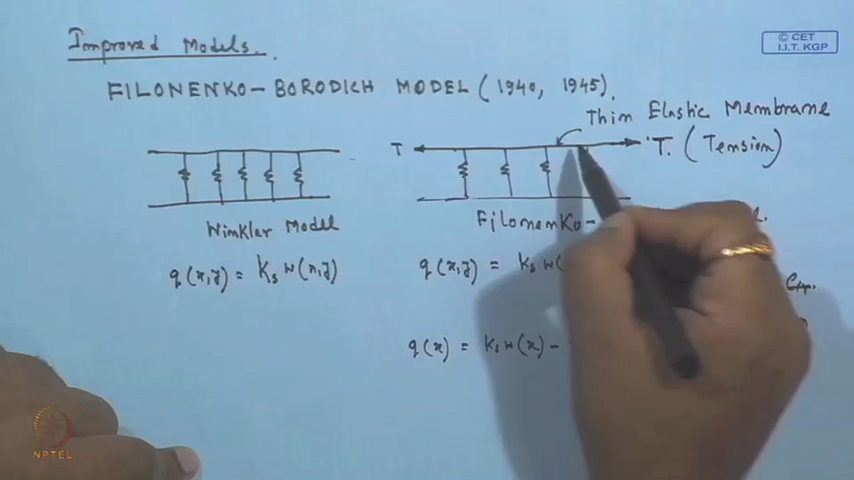 Improved Models.
© CET
I.I.T. KGP
FILONENKO-BORODICH MODEL (1940, 1945).
Thin Elastic Membrane
T
T. (Tension)
Winkler Model
Filonenko-
q(x,y) = Ks w(x,y)
q(x,y) = Ks w(
q(x) = Ks w(x) -
NPTEL